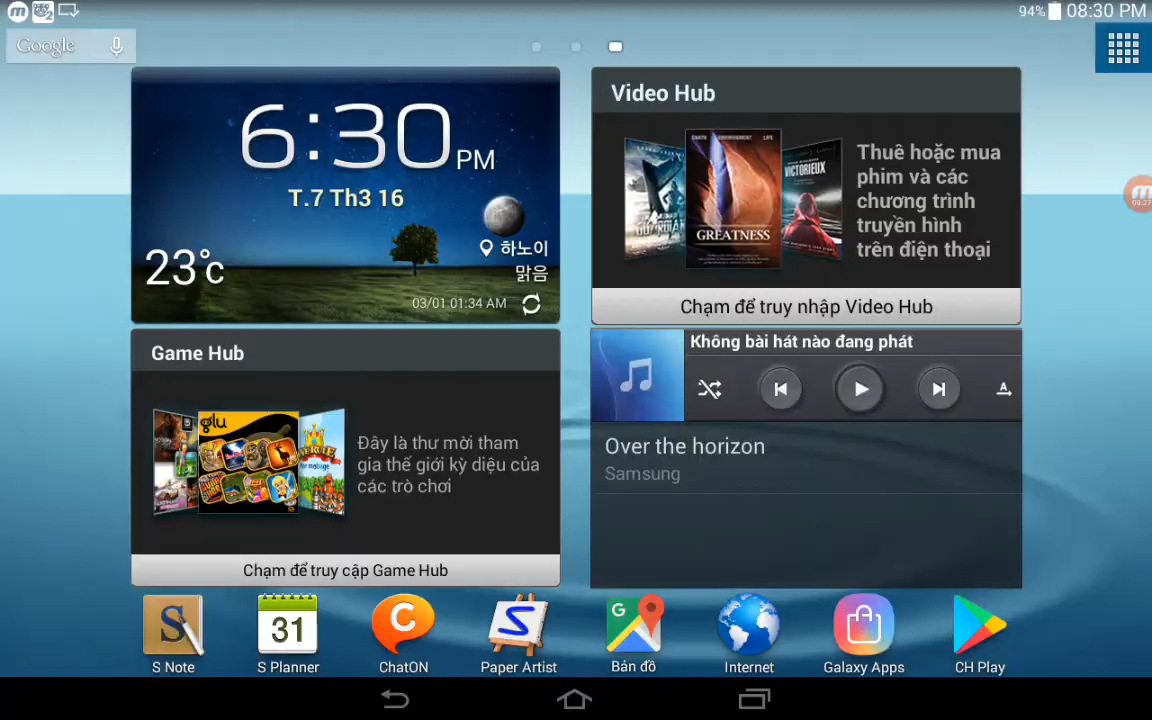 94% 08:30 PM
Google
6:30 PM
T.7 Th3 16
하노이
23°c
맑음
03/01 01:34 AM
Video Hub
GREATNESS
VICTORIEUX
Thuê hoặc mua
phim và các
chương trình
truyền hình
trên điện thoại
Chạm để truy nhập Video Hub
Game Hub
glu
Đây là thư mời tham
gia thế giới kỳ diệu của
các trò chơi
Chạm để truy cập Game Hub
Không bài hát nào đang phát
A
Over the horizon
Samsung
S
31
C
S
G
S Note
S Planner
ChatON
Paper Artist
Bản đồ
Internet
Galaxy Apps
CH Play